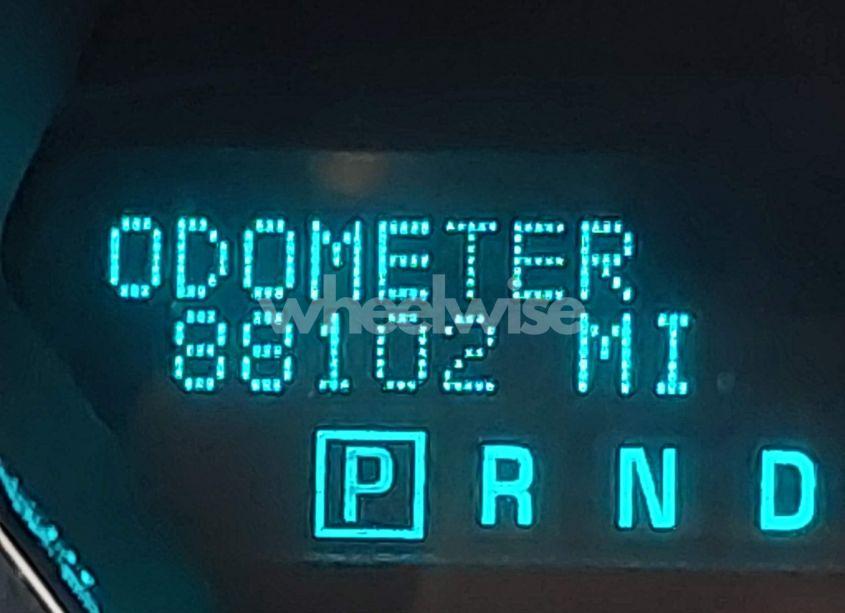 ODOMETER
88102 MI
wheelwise
P R N D